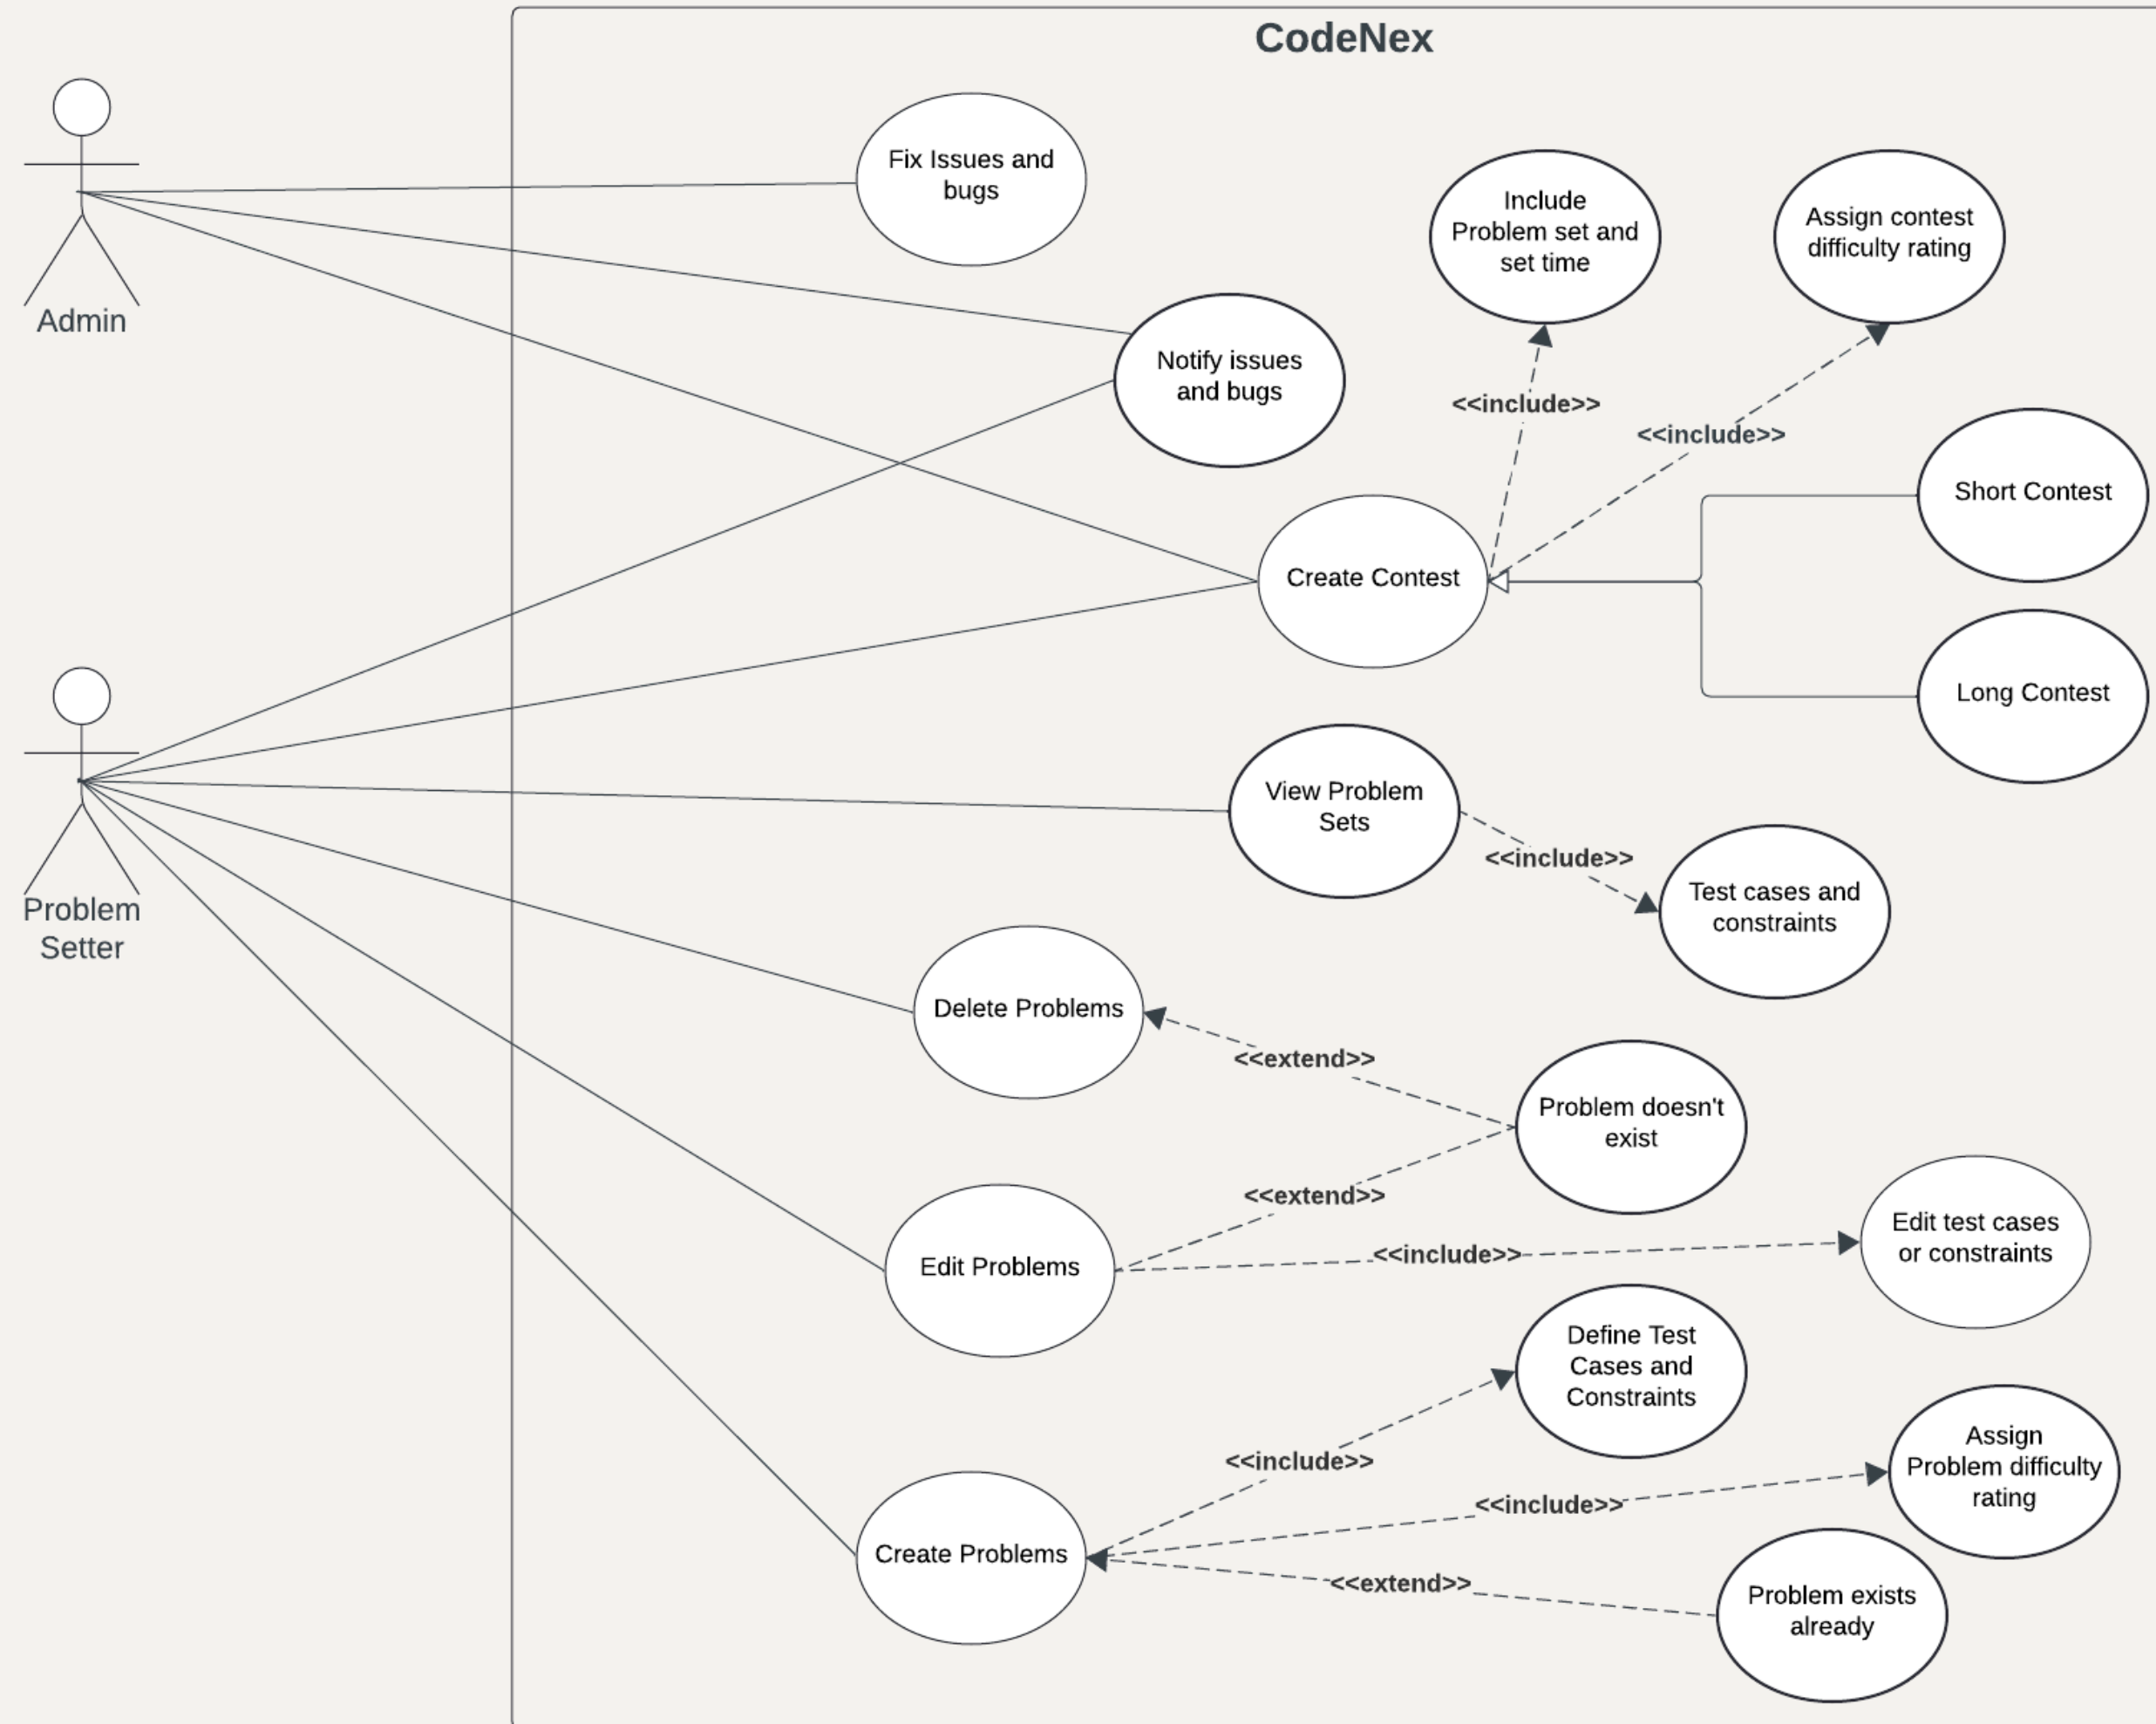 CodeNex
Admin
Fix Issues and
bugs
Include
Problem set and
set time
Assign contest
difficulty rating
Notify issues
and bugs
<<include>>
<<include>>
Short Contest
Create Contest
Long Contest
Problem
Setter
View Problem
Sets
<<include>>
Test cases and
constraints
Delete Problems
<<extend>>
Problem doesn't
exist
<<extend>>
Edit Problems
<<include>>
Edit test cases
or constraints
Define Test
Cases and
Constraints
<<include>>
Assign
Problem difficulty
rating
<<include>>
Create Problems
<<extend>>
Problem exists
already